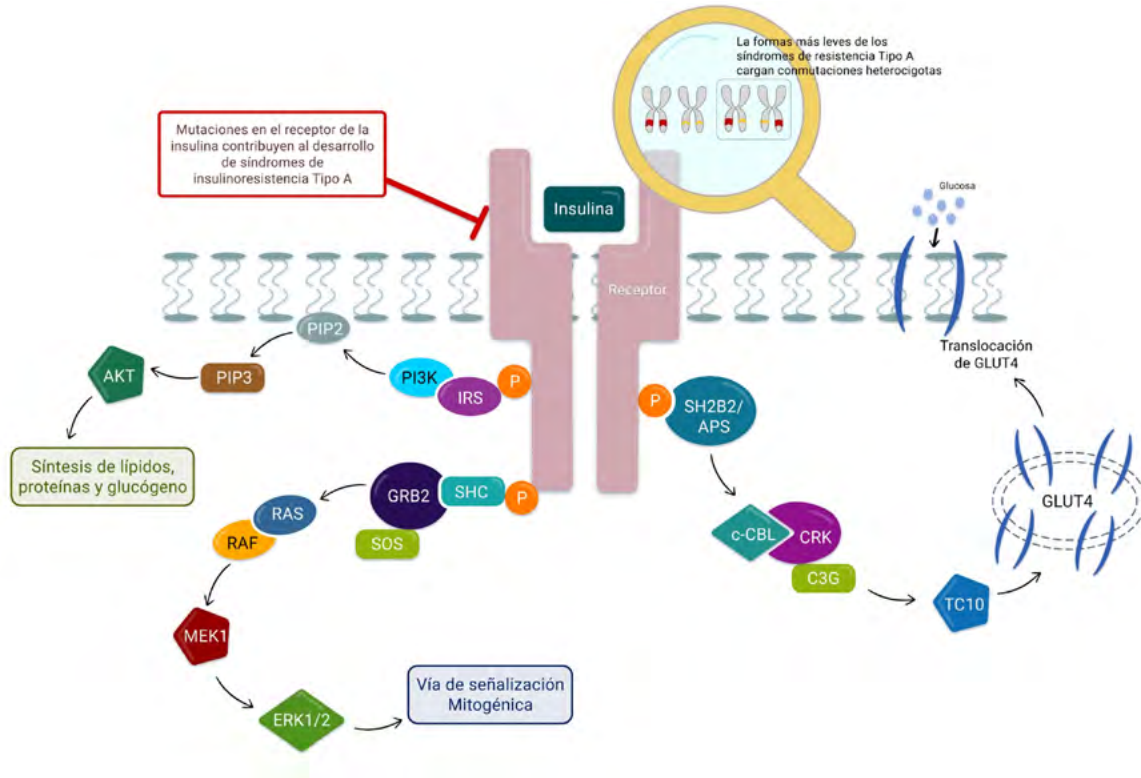 La formas más leves de los
síndromes de resistencia Tipo A
cargan conmutaciones heterocigotas
Mutaciones en el receptor de la
insulina contribuyen al desarrollo
de síndromes de
insulinoresistencia Tipo A
Insulina
Glucosa
Receptor
PIP2
Translocación
de GLUT4
AKT
PIP3
PI3K
IRS
P
P
SH2B2/
APS
Síntesis de lípidos,
proteínas y glucógeno
GRB2
SHC
P
SOS
RAS
RAF
GLUT4
c-CBL
CRK
C3G
TC10
MEK1
Vía de señalización
Mitogénica
ERK1/2